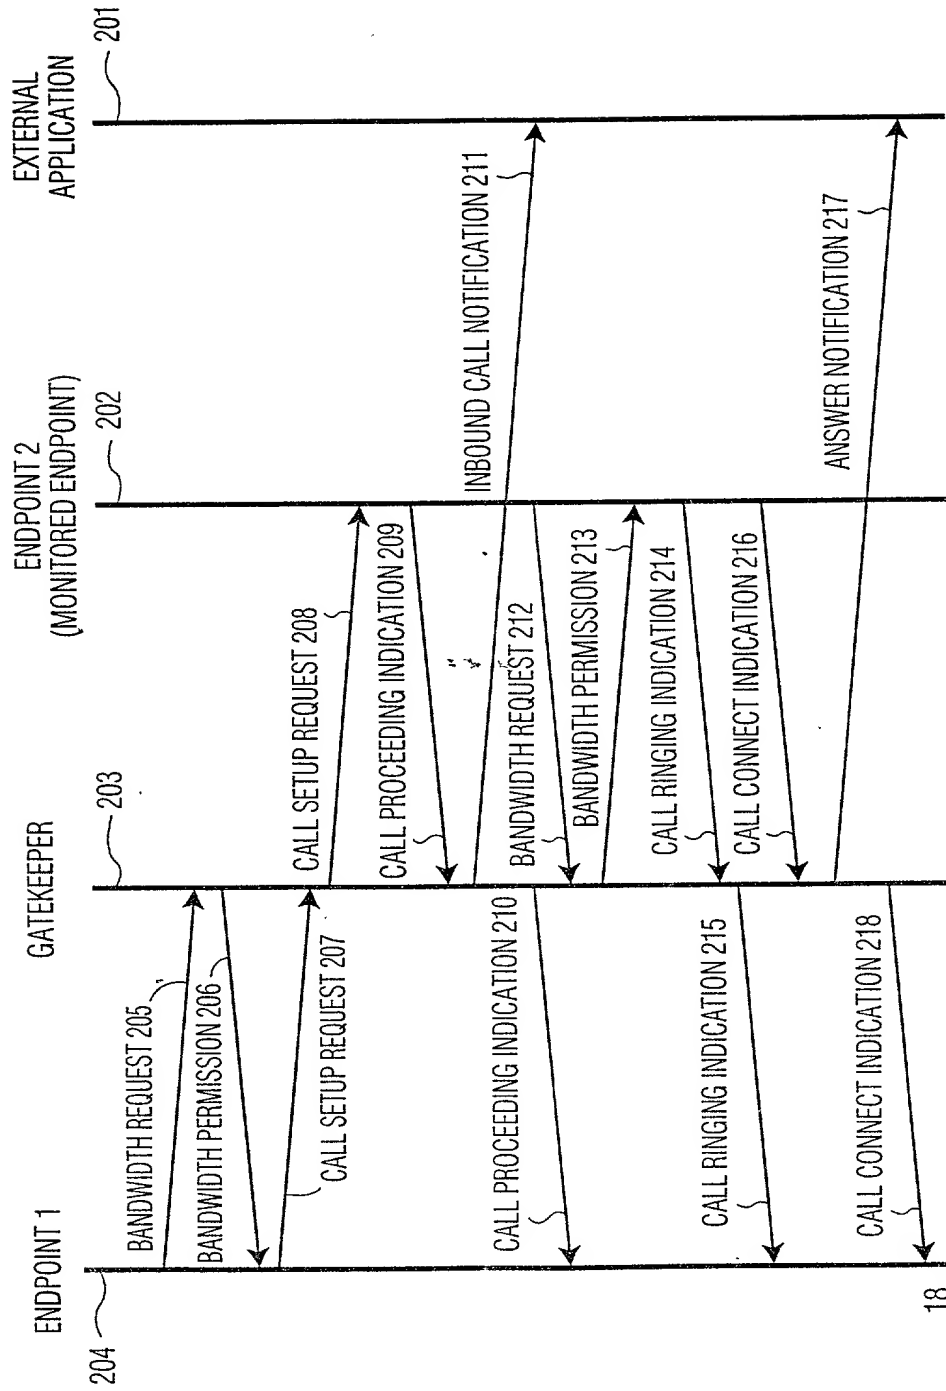 ENDPOINT 1
204
GATEKEEPER
203
ENDPOINT 2
(MONITORED ENDPOINT)
202
EXTERNAL
APPLICATION
201
BANDWIDTH REQUEST 205
BANDWIDTH PERMISSION 206
CALL SETUP REQUEST 207
CALL SETUP REQUEST 208
CALL PROCEEDING INDICATION 209
CALL PROCEEDING INDICATION 210
INBOUND CALL NOTIFICATION 211
BANDWIDTH REQUEST 212
BANDWIDTH PERMISSION 213
CALL RINGING INDICATION 214
CALL RINGING INDICATION 215
CALL CONNECT INDICATION 216
ANSWER NOTIFICATION 217
CALL CONNECT INDICATION 218
18